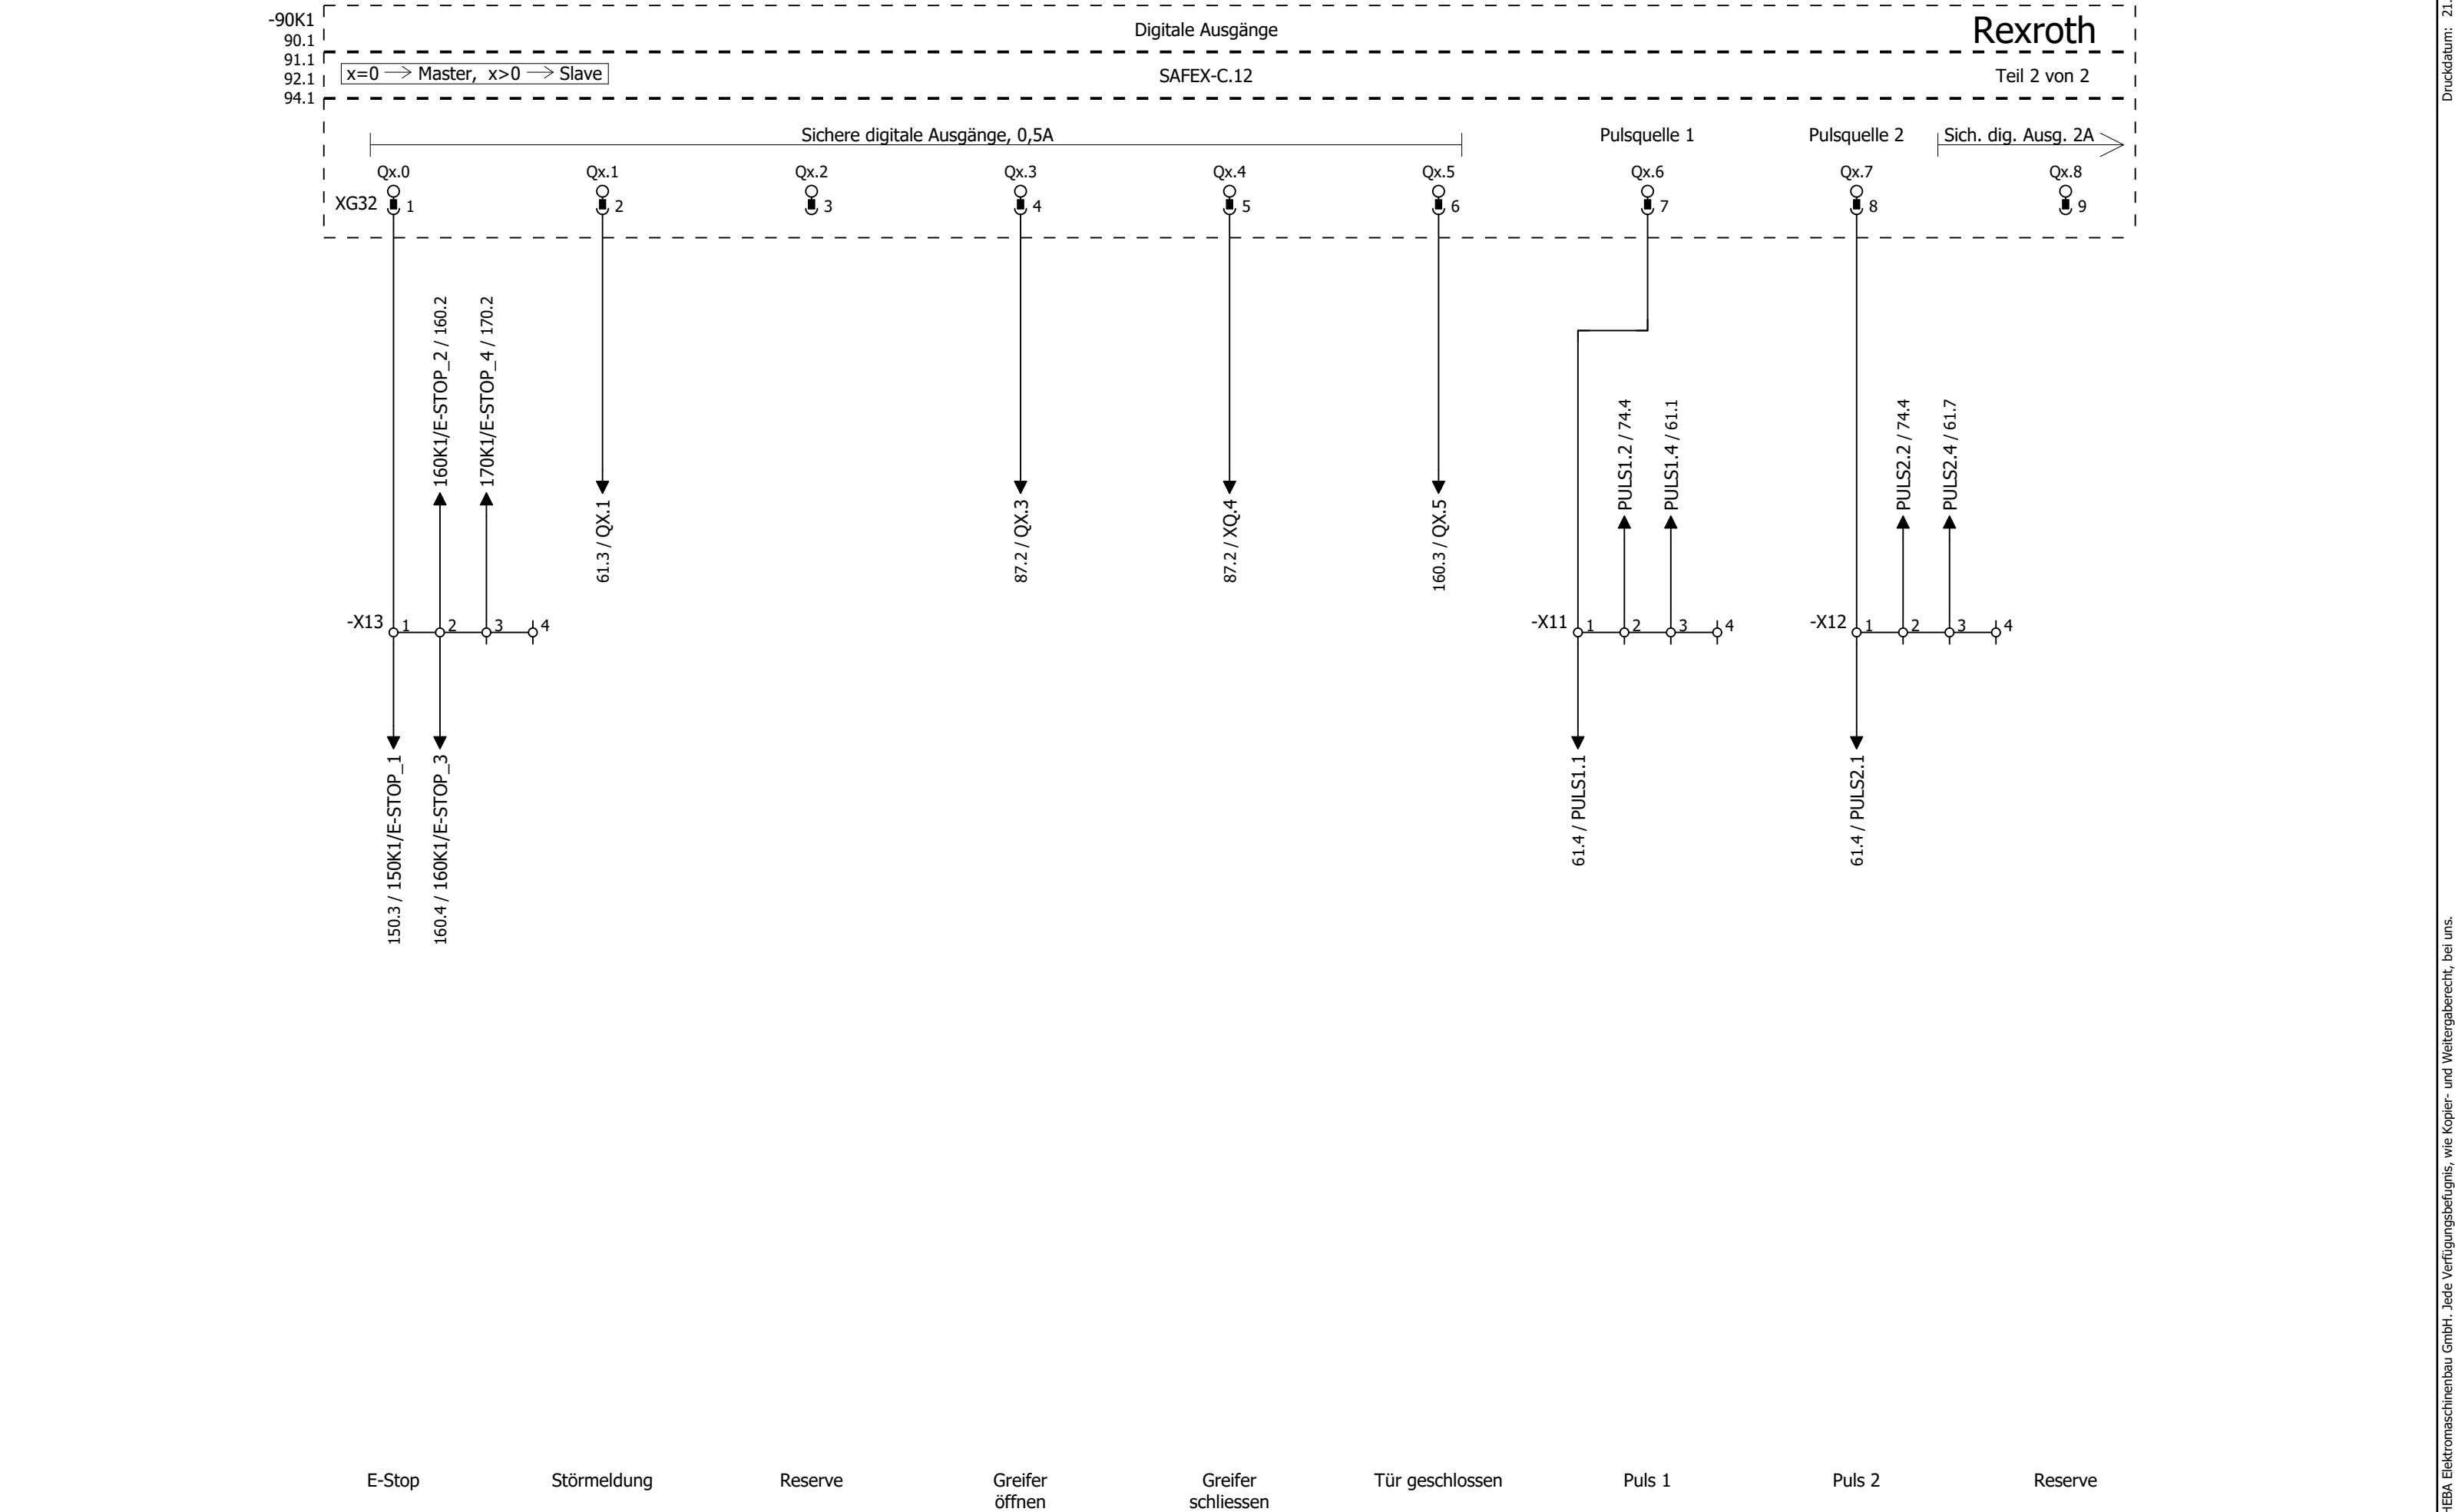 -90K1
90.1
91.1
92.1
94.1
Digitale Ausgänge
Rexroth
x=0 → Master, x>0 → Slave
SAFEX-C.12
Teil 2 von 2
Sichere digitale Ausgänge, 0,5A
Pulsquelle 1
Pulsquelle 2
Sich. dig. Ausg. 2A
Qx.0
Qx.1
Qx.2
Qx.3
Qx.4
Qx.5
Qx.6
Qx.7
Qx.8
XG32
1
2
3
4
5
6
7
8
9
160K1/E-STOP_2 / 160.2
170K1/E-STOP_4 / 170.2
61.3 / QX.1
87.2 / QX.3
87.2 / XQ.4
160.3 / QX.5
PULS1.2 / 74.4
PULS1.4 / 61.1
PULS2.2 / 74.4
PULS2.4 / 61.7
-X13
1
2
3
4
-X11
1
2
3
4
-X12
1
2
3
4
150.3 / 150K1/E-STOP_1
160.4 / 160K1/E-STOP_3
61.4 / PULS1.1
61.4 / PULS2.1
E-Stop
Störmeldung
Reserve
Greifer
öffnen
Greifer
schliessen
Tür geschlossen
Puls 1
Puls 2
Reserve
Druckdatum: 21.
HEBA Elektromaschinenbau GmbH. Jede Verfügungsbefugnis, wie Kopier- und Weitergaberecht, bei uns.